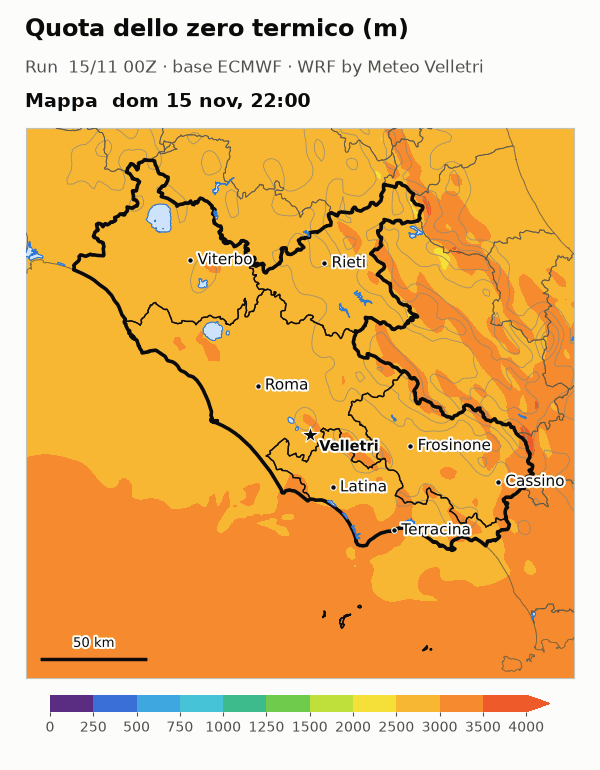 Quota dello zero termico (m)
Run  15/11 00Z · base ECMWF · WRF by Meteo Velletri
Mappa  dom 15 nov, 22:00
Viterbo
Rieti
Roma
Velletri
Frosinone
Cassino
Latina
Terracina
50 km
0 250 500 750 1000 1250 1500 2000 2500 3000 3500 4000